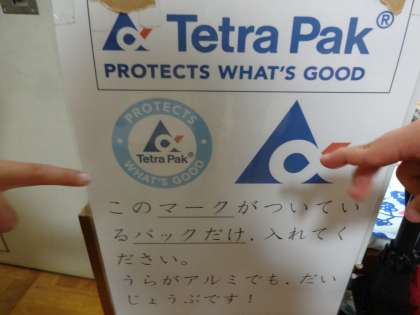 Tetra Pak®
PROTECTS WHAT'S GOOD
PROTECTS
Tetra Pak®
WHAT'S GOOD
このマークがついてい
るパックだけ、入れてく
ださい。
うらがアルミでも、だい
じょうぶです！